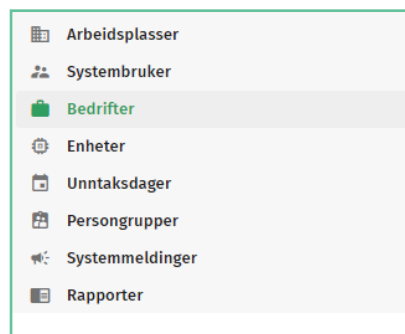 Arbeidsplasser
Systembruker
Bedrifter
Enheter
Unntaksdager
Persongrupper
Systemmeldinger
Rapporter